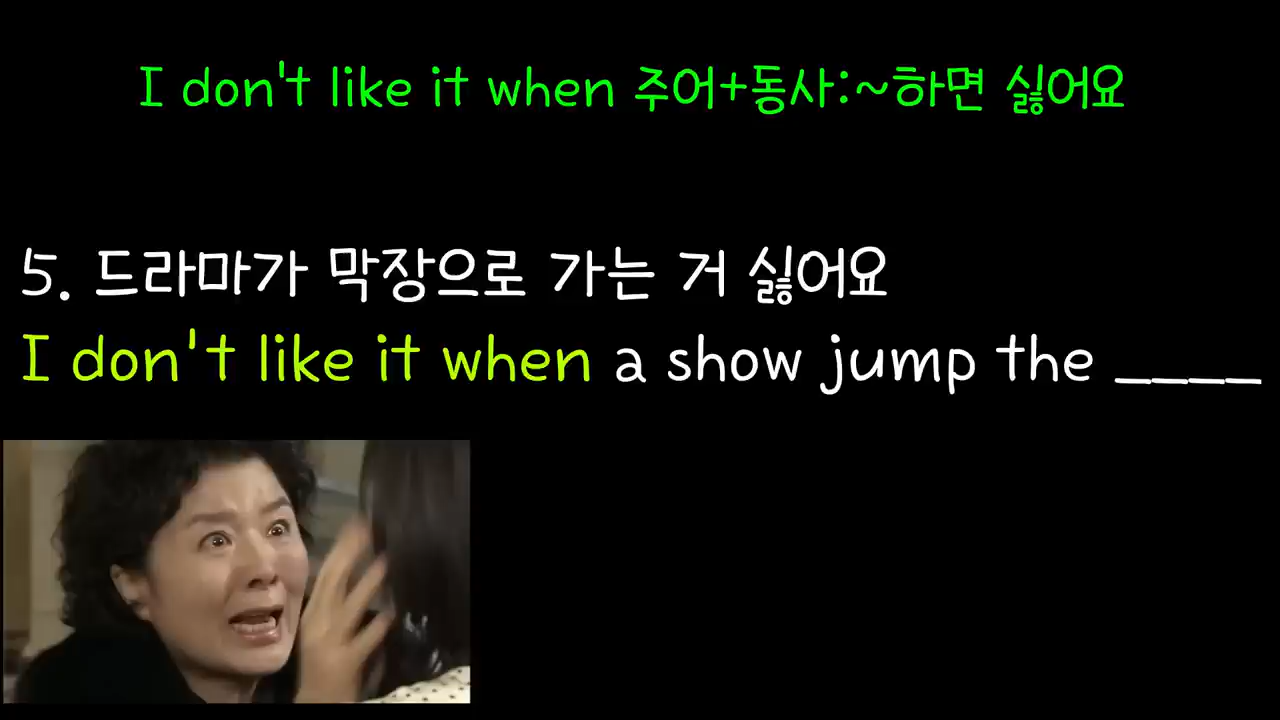 I don't like it when 주어+동사:~하면 싫어요
5. 드라마가 막장으로 가는 거 싫어요
I don't like it when a show jump the ____